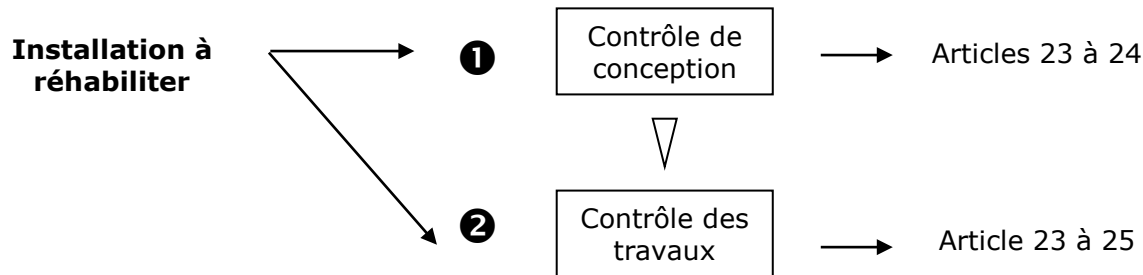 Installation à
réhabiliter
❶
Contrôle de
conception
Articles 23 à 24
❷
Contrôle des
travaux
Article 23 à 25